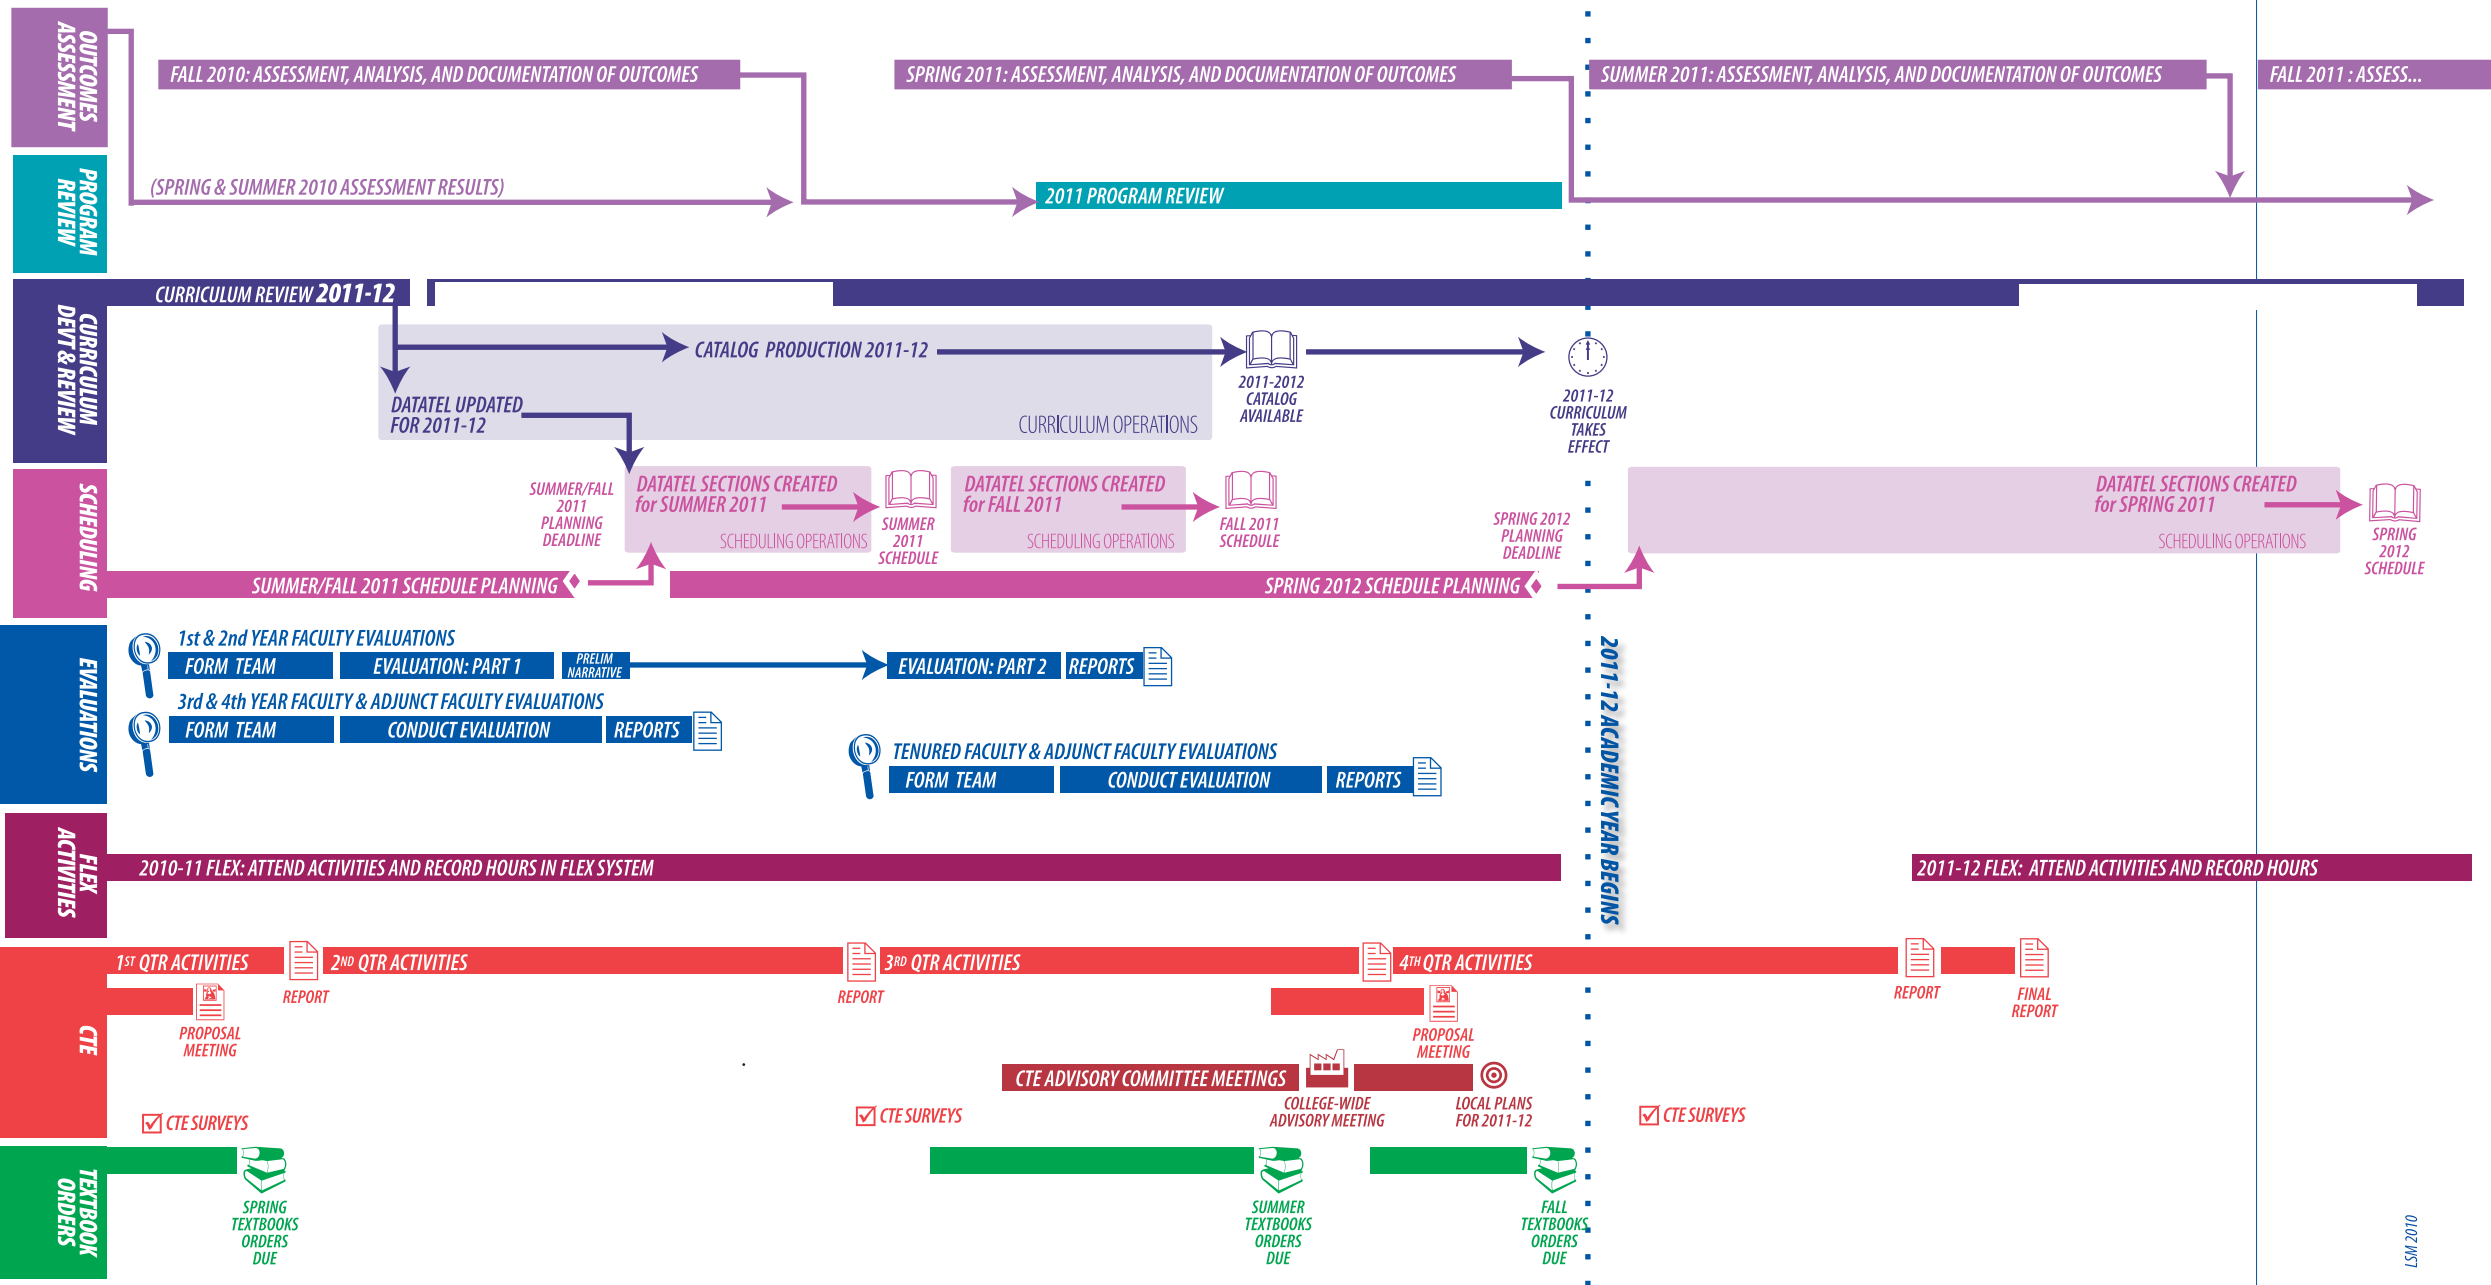 OUTCOMES
ASSESSMENT
FALL 2010: ASSESSMENT, ANALYSIS, AND DOCUMENTATION OF OUTCOMES
SPRING 2011: ASSESSMENT, ANALYSIS, AND DOCUMENTATION OF OUTCOMES
SUMMER 2011: ASSESSMENT, ANALYSIS, AND DOCUMENTATION OF OUTCOMES
FALL 2011 : ASSESS...
PROGRAM
REVIEW
(SPRING & SUMMER 2010 ASSESSMENT RESULTS)
2011 PROGRAM REVIEW
CURRICULUM
DEV'T & REVIEW
CURRICULUM REVIEW 2011-12
CATALOG PRODUCTION 2011-12
DATATEL UPDATED
FOR 2011-12
CURRICULUM OPERATIONS
2011-2012
CATALOG
AVAILABLE
2011-12
CURRICULUM
TAKES
EFFECT
SCHEDULING
SUMMER/FALL
2011
PLANNING
DEADLINE
DATATEL SECTIONS CREATED
for SUMMER 2011
SCHEDULING OPERATIONS
SUMMER
2011
SCHEDULE
DATATEL SECTIONS CREATED
for FALL 2011
SCHEDULING OPERATIONS
FALL 2011
SCHEDULE
SPRING 2012
PLANNING
DEADLINE
DATATEL SECTIONS CREATED
for SPRING 2011
SCHEDULING OPERATIONS
SPRING
2012
SCHEDULE
SUMMER/FALL 2011 SCHEDULE PLANNING
SPRING 2012 SCHEDULE PLANNING
EVALUATIONS
1st & 2nd YEAR FACULTY EVALUATIONS
FORM TEAM
EVALUATION: PART 1
PRELIM
NARRATIVE
EVALUATION: PART 2
REPORTS
3rd & 4th YEAR FACULTY & ADJUNCT FACULTY EVALUATIONS
FORM TEAM
CONDUCT EVALUATION
REPORTS
TENURED FACULTY & ADJUNCT FACULTY EVALUATIONS
FORM TEAM
CONDUCT EVALUATION
REPORTS
2011-12 ACADEMIC YEAR BEGINS
FLEX
ACTIVITIES
2010-11 FLEX: ATTEND ACTIVITIES AND RECORD HOURS IN FLEX SYSTEM
2011-12 FLEX: ATTEND ACTIVITIES AND RECORD HOURS
CTE
1ST QTR ACTIVITIES
REPORT
2ND QTR ACTIVITIES
REPORT
3RD QTR ACTIVITIES
4TH QTR ACTIVITIES
REPORT
FINAL
REPORT
PROPOSAL
MEETING
PROPOSAL
MEETING
CTE ADVISORY COMMITTEE MEETINGS
COLLEGE-WIDE
ADVISORY MEETING
LOCAL PLANS
FOR 2011-12
CTE SURVEYS
CTE SURVEYS
CTE SURVEYS
TEXTBOOK
ORDERS
SPRING
TEXTBOOKS
ORDERS
DUE
SUMMER
TEXTBOOKS
ORDERS
DUE
FALL
TEXTBOOKS
ORDERS
DUE
LSM 2010